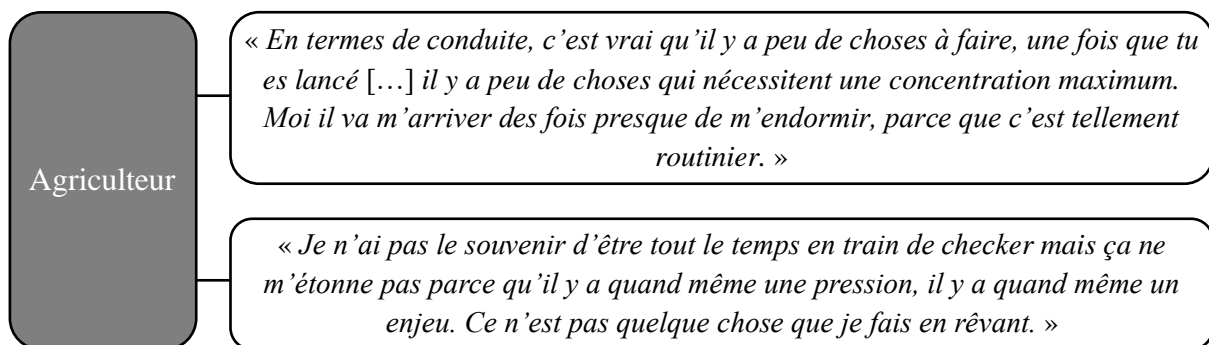 Agriculteur
« En termes de conduite, c’est vrai qu’il y a peu de choses à faire, une fois que tu
es lancé […] il y a peu de choses qui nécessitent une concentration maximum.
Moi il va m’arriver des fois presque de m’endormir, parce que c’est tellement
routinier. »
« Je n’ai pas le souvenir d’être tout le temps en train de checker mais ça ne
m’étonne pas parce qu’il y a quand même une pression, il y a quand même un
enjeu. Ce n’est pas quelque chose que je fais en rêvant. »